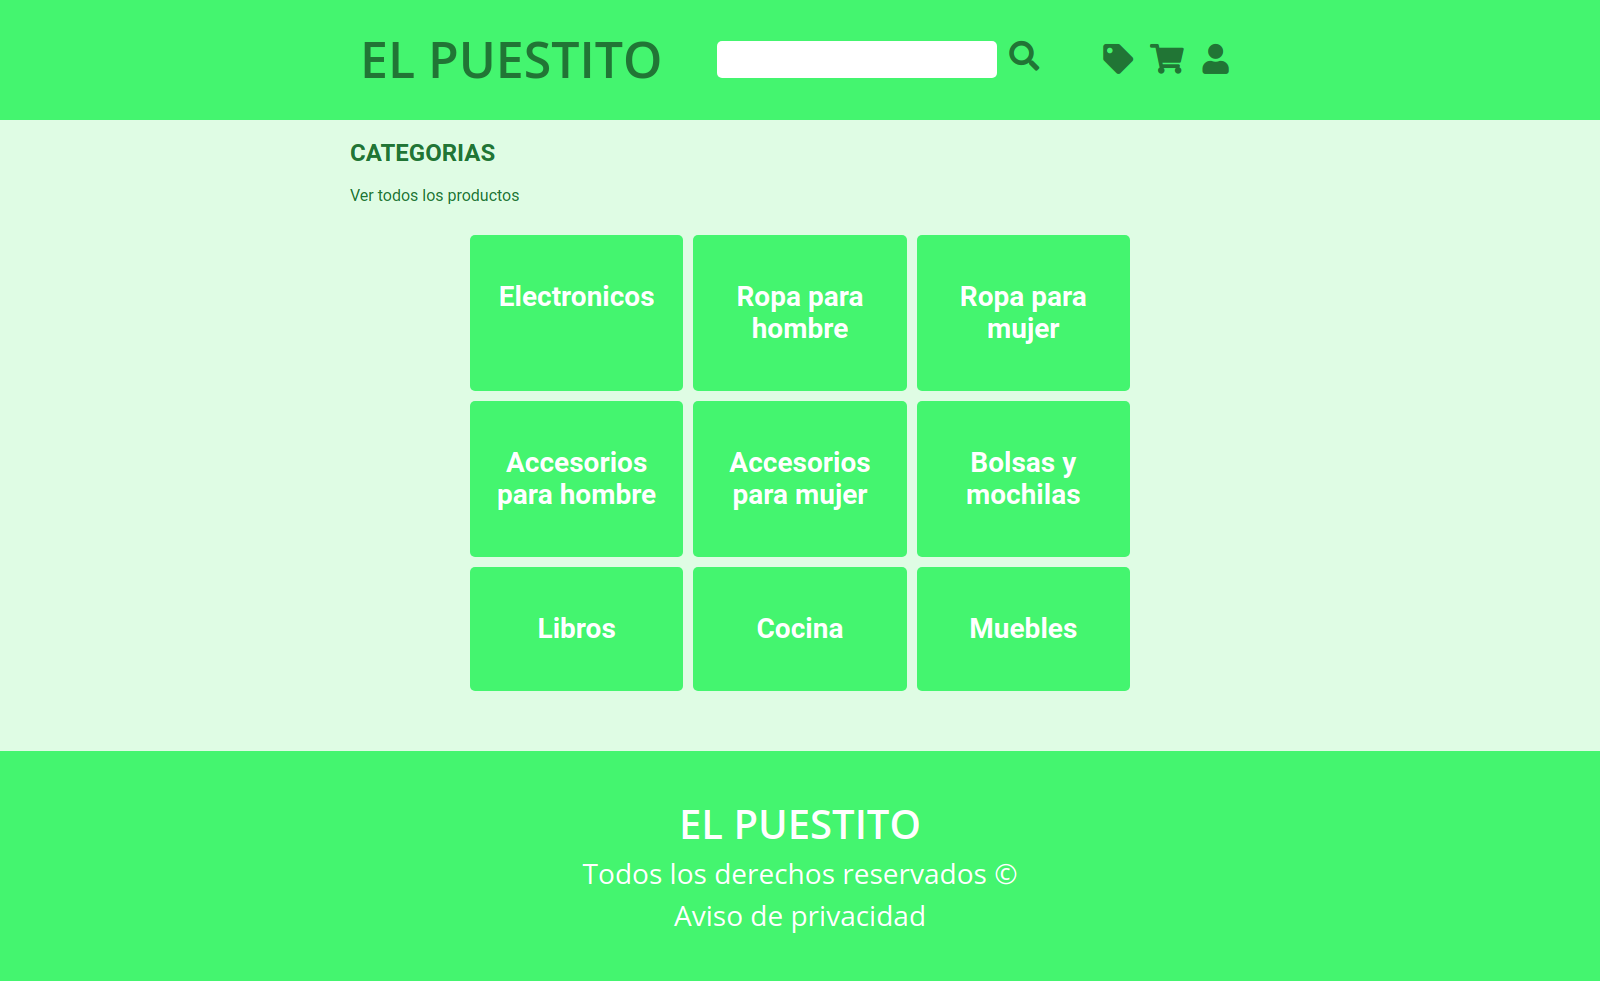 EL PUESTITO
CATEGORIAS
Ver todos los productos
Electronicos
Ropa para
hombre
Ropa para
mujer
Accesorios
para hombre
Accesorios
para mujer
Bolsas y
mochilas
Libros
Cocina
Muebles
EL PUESTITO
Todos los derechos reservados ©
Aviso de privacidad